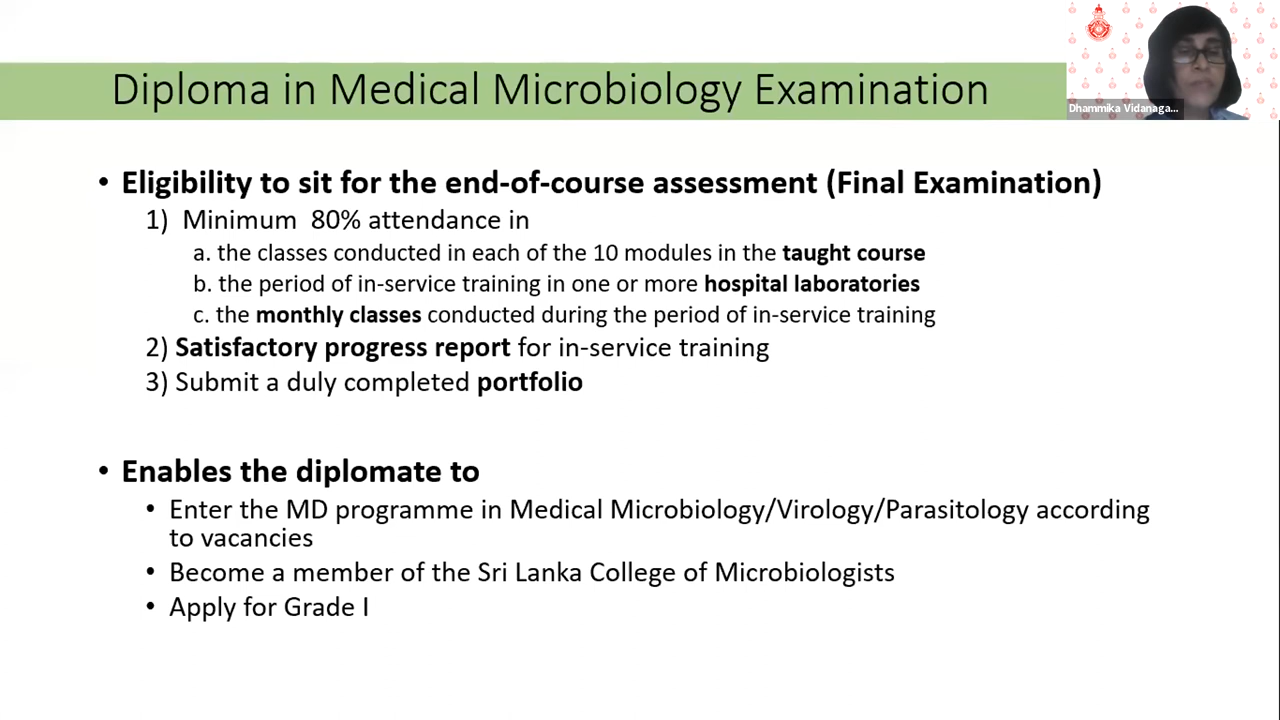 Diploma in Medical Microbiology Examination
Dhammika Vidanaga...
• Eligibility to sit for the end-of-course assessment (Final Examination)
1) Minimum 80% attendance in
a. the classes conducted in each of the 10 modules in the taught course
b. the period of in-service training in one or more hospital laboratories
c. the monthly classes conducted during the period of in-service training
2) Satisfactory progress report for in-service training
3) Submit a duly completed portfolio
• Enables the diplomate to
• Enter the MD programme in Medical Microbiology/Virology/Parasitology according
to vacancies
• Become a member of the Sri Lanka College of Microbiologists
• Apply for Grade I